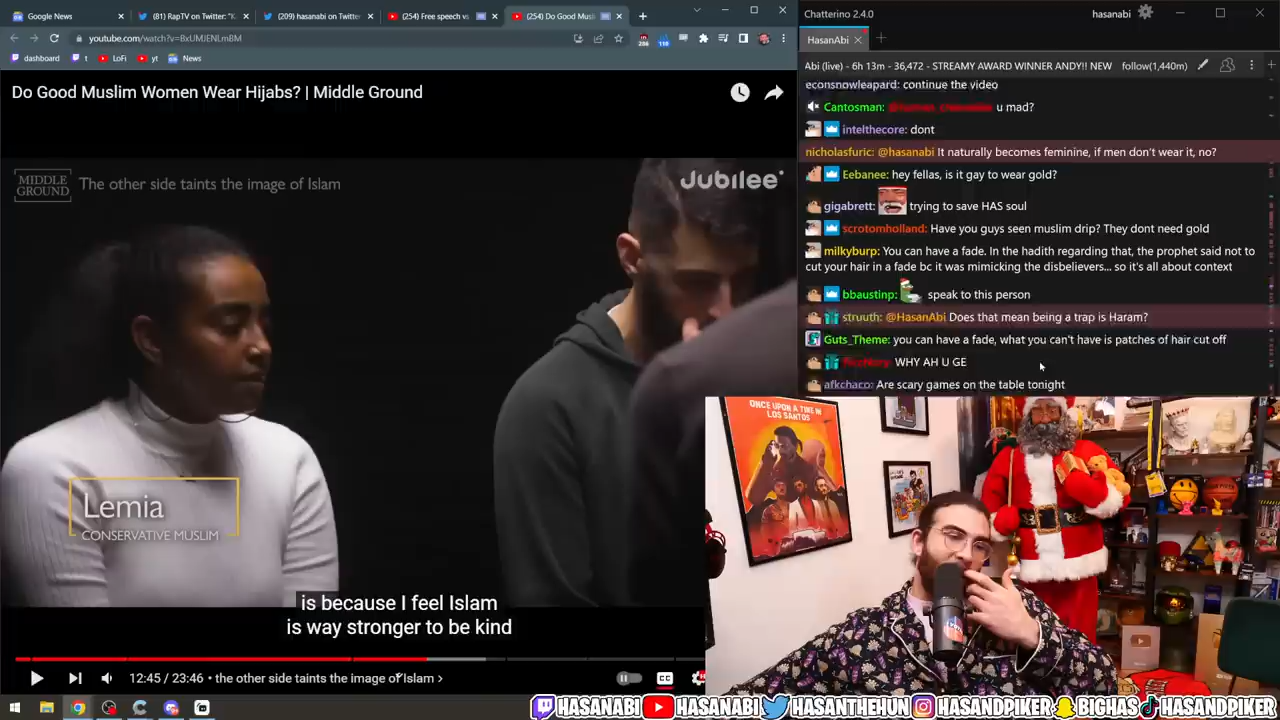 Google News
(81) RapTV on Twitter: "K
(209) hasanabi on Twitter
(254) Free speech vs
(254) Do Good Musli
youtube.com/watch?v=BxUMJENLmBM
286
118
dashboard
t
LoFi
yt
News
Do Good Muslim Women Wear Hijabs? | Middle Ground
MIDDLE
GROUND
The other side taints the image of Islam
jubilee
Lemia
CONSERVATIVE MUSLIM
is because I feel Islam
is way stronger to be kind
12:45 / 23:46 • the other side taints the image of Islam
CC
Chatterino 2.4.0
hasanabi
HasanAbi
Abi (live) - 6h 13m - 36,472 - STREAMY AWARD WINNER ANDY!! NEW
follow(1,440m)
econsnowleopard: continue the video
Cantosman:
u mad?
intelthecore: dont
nicholasfuric: @hasanabi It naturally becomes feminine, if men don't wear it, no?
Eebanee: hey fellas, is it gay to wear gold?
gigabrett: trying to save HAS soul
scrotomholland: Have you guys seen muslim drip? They dont need gold
milkyburp: You can have a fade. In the hadith regarding that, the prophet said not to
cut your hair in a fade bc it was mimicking the disbelievers... so it's all about context
bbaustinp: speak to this person
struuth: @HasanAbi Does that mean being a trap is Haram?
Guts_Theme: you can have a fade, what you can't have is patches of hair cut off
WHY AH U GE
afkchaco: Are scary games on the table tonight
ONCE UPON A TIME IN
LOS SANTOS
HASANABI
HASANABI
HASANTHEHUN
HASANDPIKER
BIGHAS
HASANDPIKER